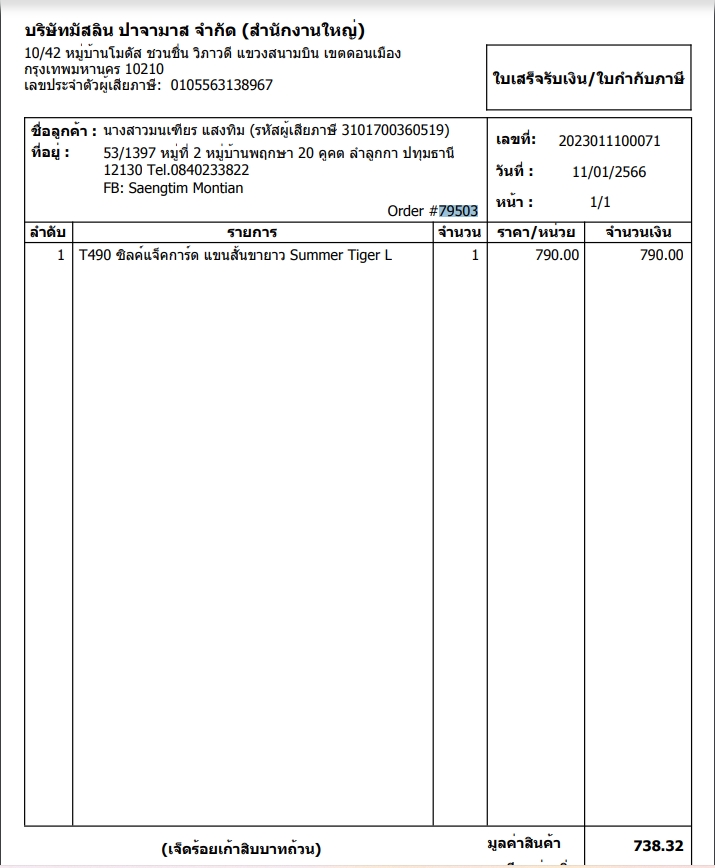 บริษัทมัสลิน ปาจามาส จำกัด (สำนักงานใหญ่)
10/42 หมู่บ้านโมดัส ชวนชื่น วิภาวดี แขวงสนามบิน เขตดอนเมือง
กรุงเทพมหานคร 10210
เลขประจำตัวผู้เสียภาษี: 0105563138967
ใบเสร็จรับเงิน/ใบกำกับภาษี
ชื่อลูกค้า : นางสาวมนเฑียร แสงทิม (รหัสผู้เสียภาษี 3101700360519)
ที่อยู่ : 53/1397 หมู่ที่ 2 หมู่บ้านพฤกษา 20 คูคต ลำลูกกา ปทุมธานี
12130 Tel.0840233822
FB: Saengtim Montian
Order #79503
เลขที่: 2023011100071
วันที่ : 11/01/2566
หน้า : 1/1
ลำดับ รายการ จำนวน ราคา/หน่วย จำนวนเงิน
1 T490 ซิลค์แจ็คการ์ด แขนสั้นขายาว Summer Tiger L 1 790.00 790.00
(เจ็ดร้อยเก้าสิบบาทถ้วน) มูลค่าสินค้า 738.32